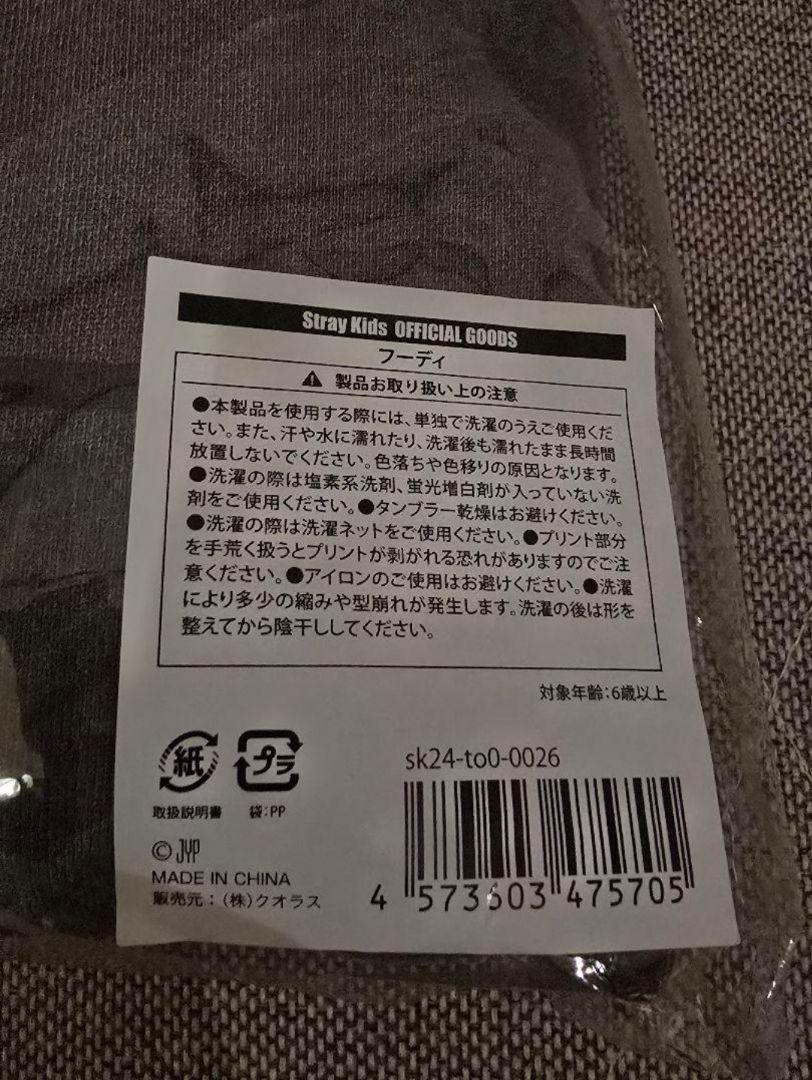 Stray Kids OFFICIAL GOODS
フーディ
⚠ 製品お取り扱い上の注意
●本製品を使用する際には、単独で洗濯のうえご使用くだ
さい。また、汗や水に濡れたり、洗濯後も濡れたまま長時間
放置しないでください。色落ちや色移りの原因となります。
●洗濯の際は塩素系洗剤、蛍光増白剤が入っていない洗
剤をご使用ください。●タンブラー乾燥はお避けください。
●洗濯の際は洗濯ネットをご使用ください。●プリント部分
を手荒く扱うとプリントが剥がれる恐れがありますのでご注
意ください。●アイロンのご使用はお避けください。●洗濯
により多少の縮みや型崩れが発生します。洗濯の後は形を
整えてから陰干ししてください。
対象年齢:6歳以上
紙 プラ
取扱説明書 袋:PP
sk24-to0-0026
©JYP
MADE IN CHINA
販売元：(株)クオラス
4 573603 475705